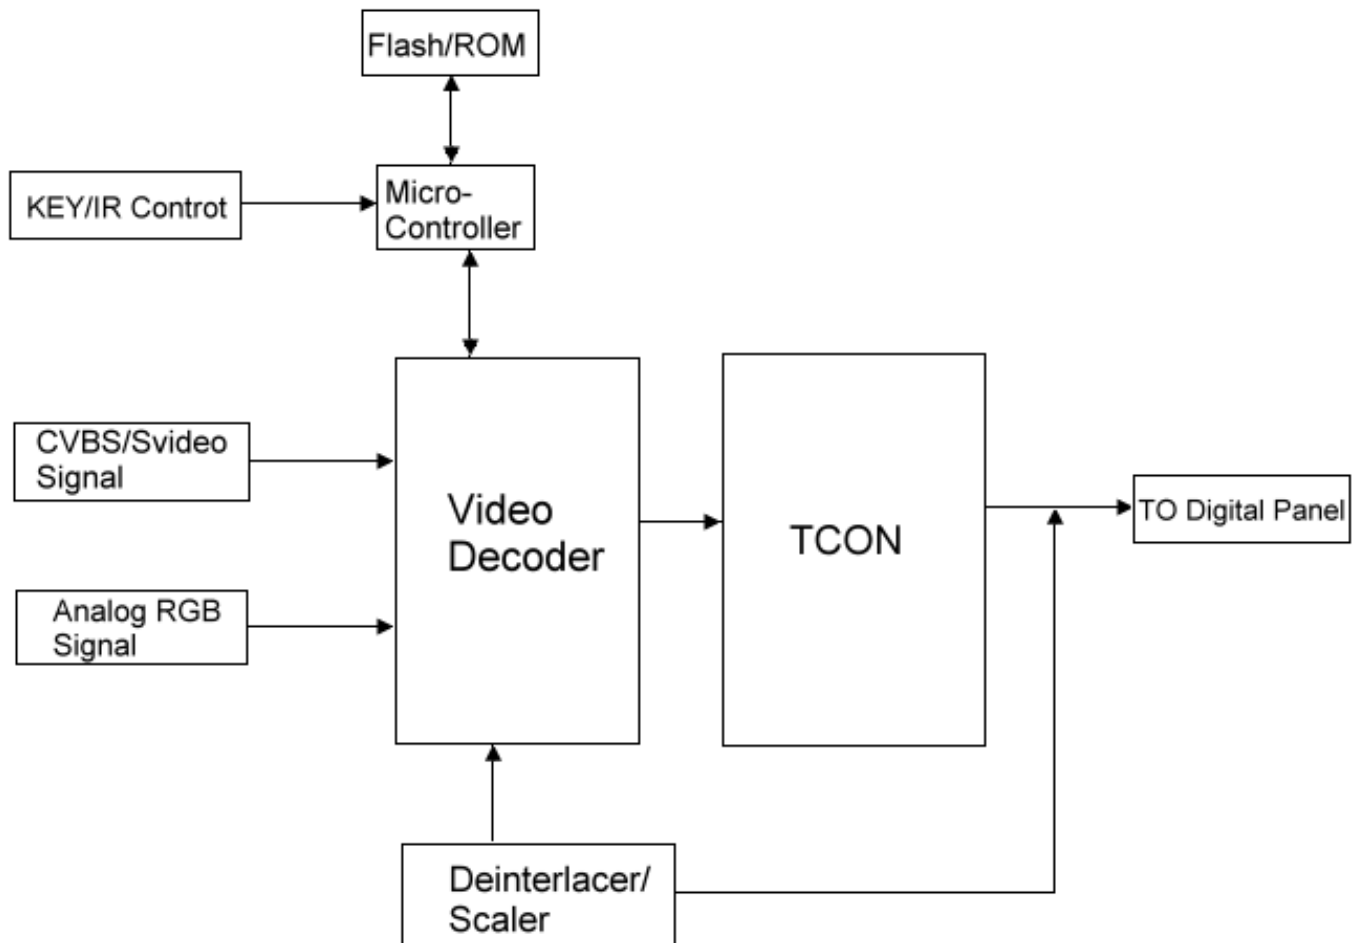 Flash/ROM
KEY/IR Controt
Micro-
Controller
CVBS/Svideo
Signal
Video
Decoder
TCON
TO Digital Panel
Analog RGB
Signal
Deinterlacer/
Scaler